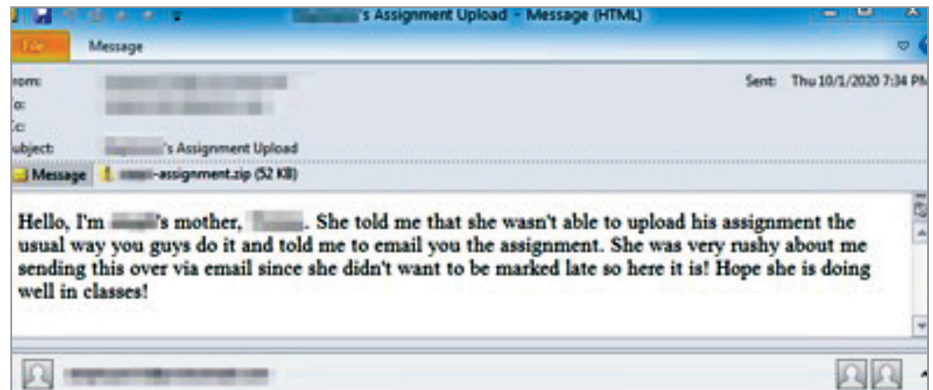 's Assignment Upload - Message (HTML)
File Message
From: Sent: Thu 10/1/2020 7:34 PM
To:
Cc:
Subject: 's Assignment Upload
Message -assignment.zip (52 KB)
Hello, I'm 's mother, . She told me that she wasn't able to upload his assignment the
usual way you guys do it and told me to email you the assignment. She was very rushy about me
sending this over via email since she didn't want to be marked late so here it is! Hope she is doing
well in classes!